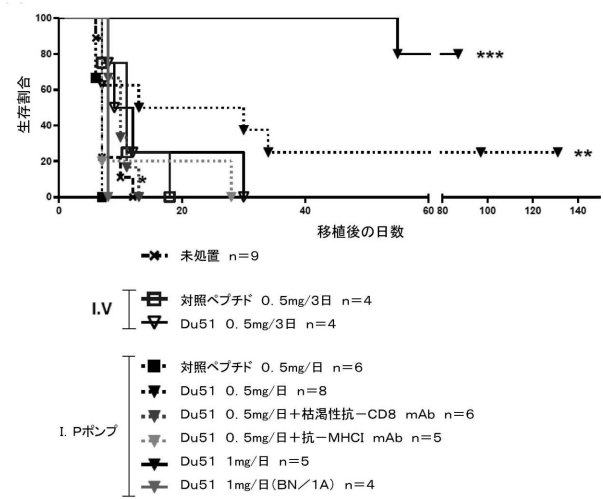 100
80
60
40
20
0
生存割合
***
**
*
0 20 40 60 80 100 120 140
移植後の日数
未処置 n=9
I.V
対照ペプチド 0.5mg/3日 n=4
Du51 0.5mg/3日 n=4
I. Pポンプ
対照ペプチド 0.5mg/日 n=6
Du51 0.5mg/日 n=8
Du51 0.5mg/日+枯渇性抗-CD8 mAb n=6
Du51 0.5mg/日+抗-MHCI mAb n=5
Du51 1mg/日 n=5
Du51 1mg/日(BN/1A) n=4